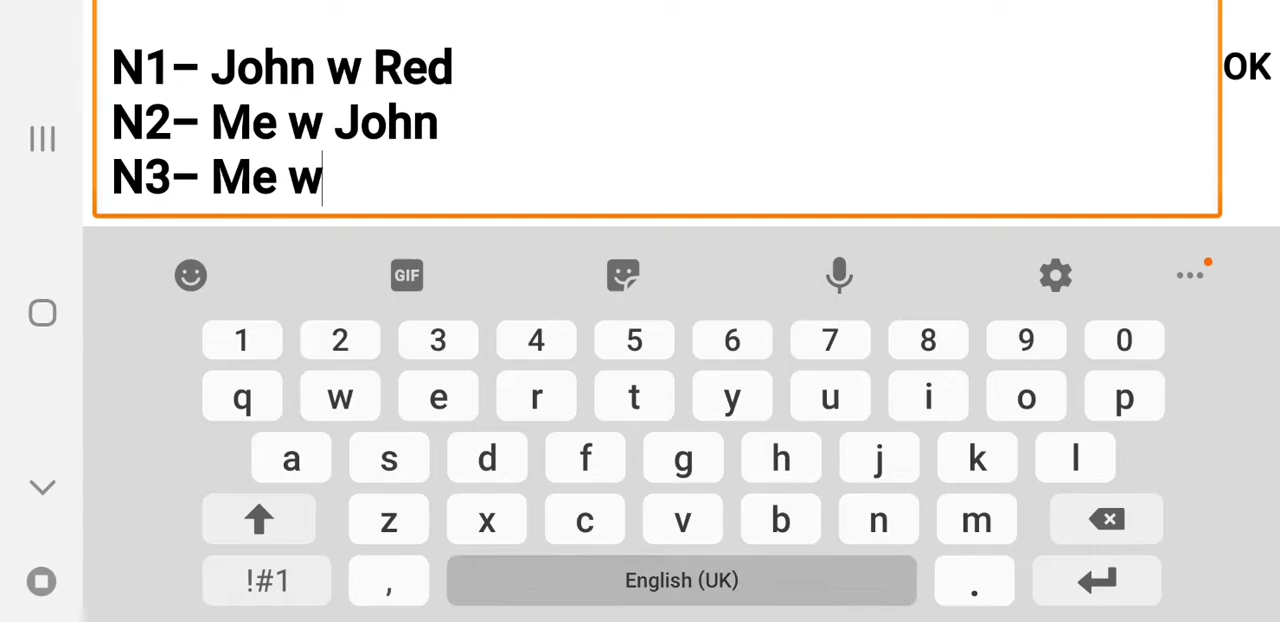 N1– John w Red
OK
N2– Me w John
N3– Me w
GIF
1 2 3 4 5 6 7 8 9 0
q w e r t y u i o p
a s d f g h j k l
z x c v b n m
!#1 , English (UK) .